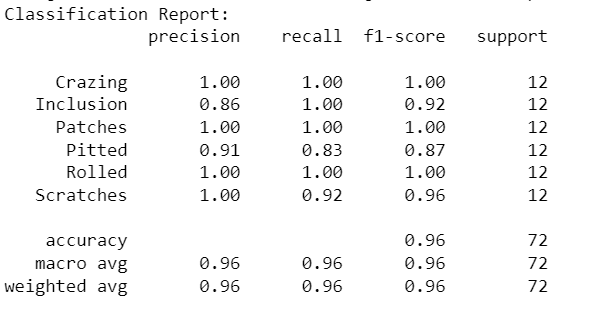 Classification Report:
precision recall f1-score support
Crazing 1.00 1.00 1.00 12
Inclusion 0.86 1.00 0.92 12
Patches 1.00 1.00 1.00 12
Pitted 0.91 0.83 0.87 12
Rolled 1.00 1.00 1.00 12
Scratches 1.00 0.92 0.96 12
accuracy 0.96 72
macro avg 0.96 0.96 0.96 72
weighted avg 0.96 0.96 0.96 72